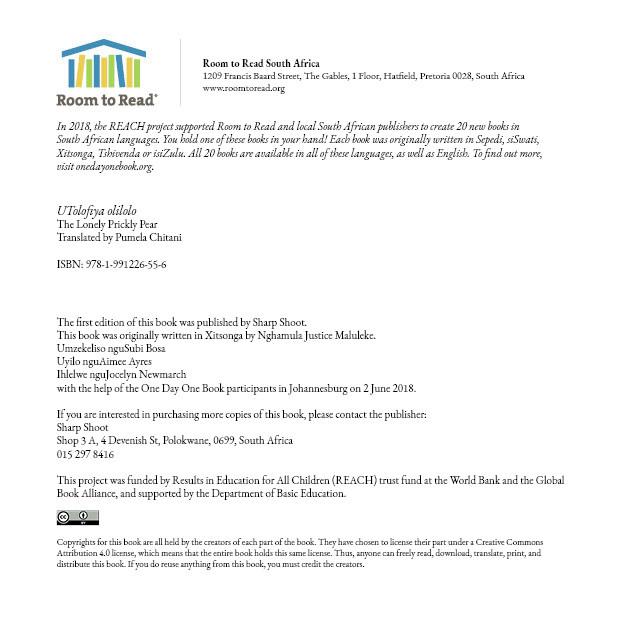 Room to Read®
Room to Read South Africa
1209 Francis Baard Street, The Gables, 1 Floor, Hatfield, Pretoria 0028, South Africa
www.roomtoread.org
In 2018, the REACH project supported Room to Read and local South African publishers to create 20 new books in
South African languages. You hold one of these books in your hand! Each book was originally written in Sepedi, siSwati,
Xitsonga, Tshivenda or isiZulu. All 20 books are available in all of these languages, as well as English. To find out more,
visit onedayonebook.org.
UTolofiya olilolo
The Lonely Prickly Pear
Translated by Pumela Chitani
ISBN: 978-1-991226-55-6
The first edition of this book was published by Sharp Shoot.
This book was originally written in Xitsonga by Nghamula Justice Maluleke.
Umzekeliso nguSubi Bosa
Uyilo nguAimee Ayres
Ihlelwe nguJocelyn Newmarch
with the help of the One Day One Book participants in Johannesburg on 2 June 2018.
If you are interested in purchasing more copies of this book, please contact the publisher:
Sharp Shoot
Shop 3 A, 4 Devenish St, Polokwane, 0699, South Africa
015 297 8416
This project was funded by Results in Education for All Children (REACH) trust fund at the World Bank and the Global
Book Alliance, and supported by the Department of Basic Education.
cc BY
Copyrights for this book are all held by the creators of each part of the book. They have chosen to license their part under a Creative Commons
Attribution 4.0 license, which means that the entire book holds this same license. Thus, anyone can freely read, download, translate, print, and
distribute this book. If you do reuse anything from this book, you must credit the creators.